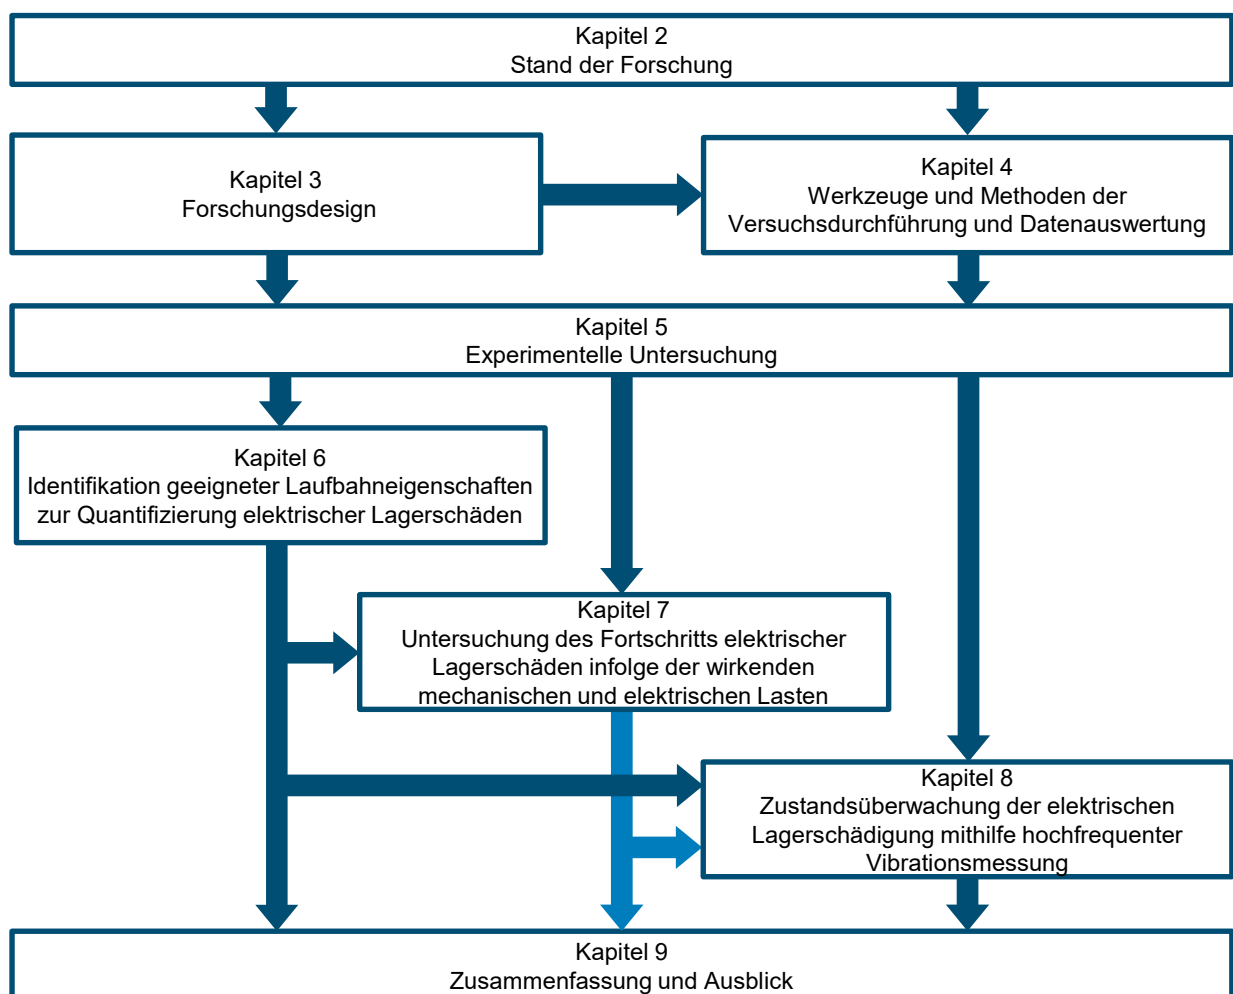 Kapitel 2
Stand der Forschung
Kapitel 3
Forschungsdesign
Kapitel 4
Werkzeuge und Methoden der
Versuchsdurchführung und Datenauswertung
Kapitel 5
Experimentelle Untersuchung
Kapitel 6
Identifikation geeigneter Laufbahneigenschaften
zur Quantifizierung elektrischer Lagerschäden
Kapitel 7
Untersuchung des Fortschritts elektrischer
Lagerschäden infolge der wirkenden
mechanischen und elektrischen Lasten
Kapitel 8
Zustandsüberwachung der elektrischen
Lagerschädigung mithilfe hochfrequenter
Vibrationsmessung
Kapitel 9
Zusammenfassung und Ausblick